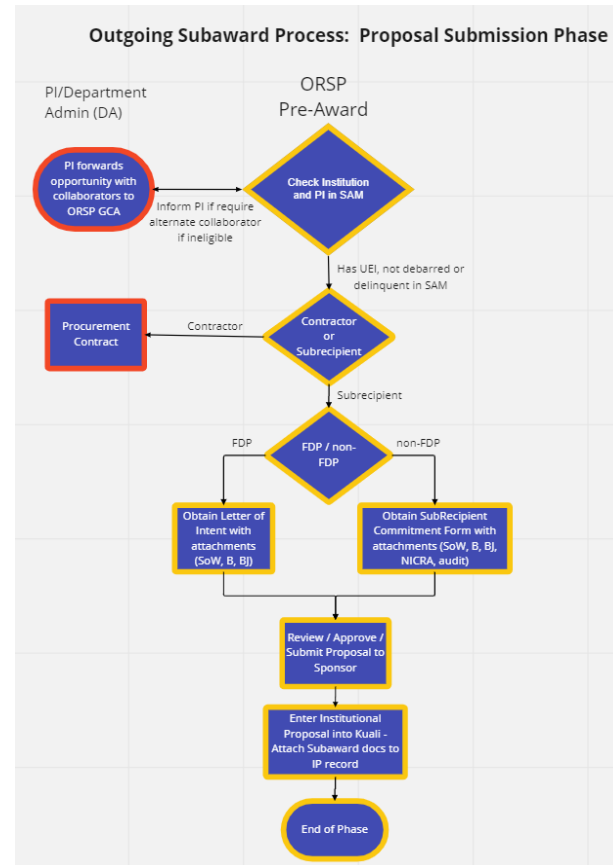 Outgoing Subaward Process: Proposal Submission Phase
PI/Department
Admin (DA)
ORSP
Pre-Award
PI forwards
opportunity with
collaborators to
ORSP GCA
Check Institution
and PI in SAM
Inform PI if require
alternate collaborator
if ineligible
Has UEI, not debarred or
delinquent in SAM
Procurement
Contract
Contractor
Contractor
or
Subrecipient
Subrecipient
FDP
FDP / non-
FDP
non-FDP
Obtain Letter of
Intent with
attachments
(SoW, B, BJ)
Obtain SubRecipient
Commitment Form with
attachments (SoW, B, BJ,
NICRA, audit)
Review / Approve /
Submit Proposal to
Sponsor
Enter Institutional
Proposal into Kuali -
Attach Subaward docs to
IP record
End of Phase